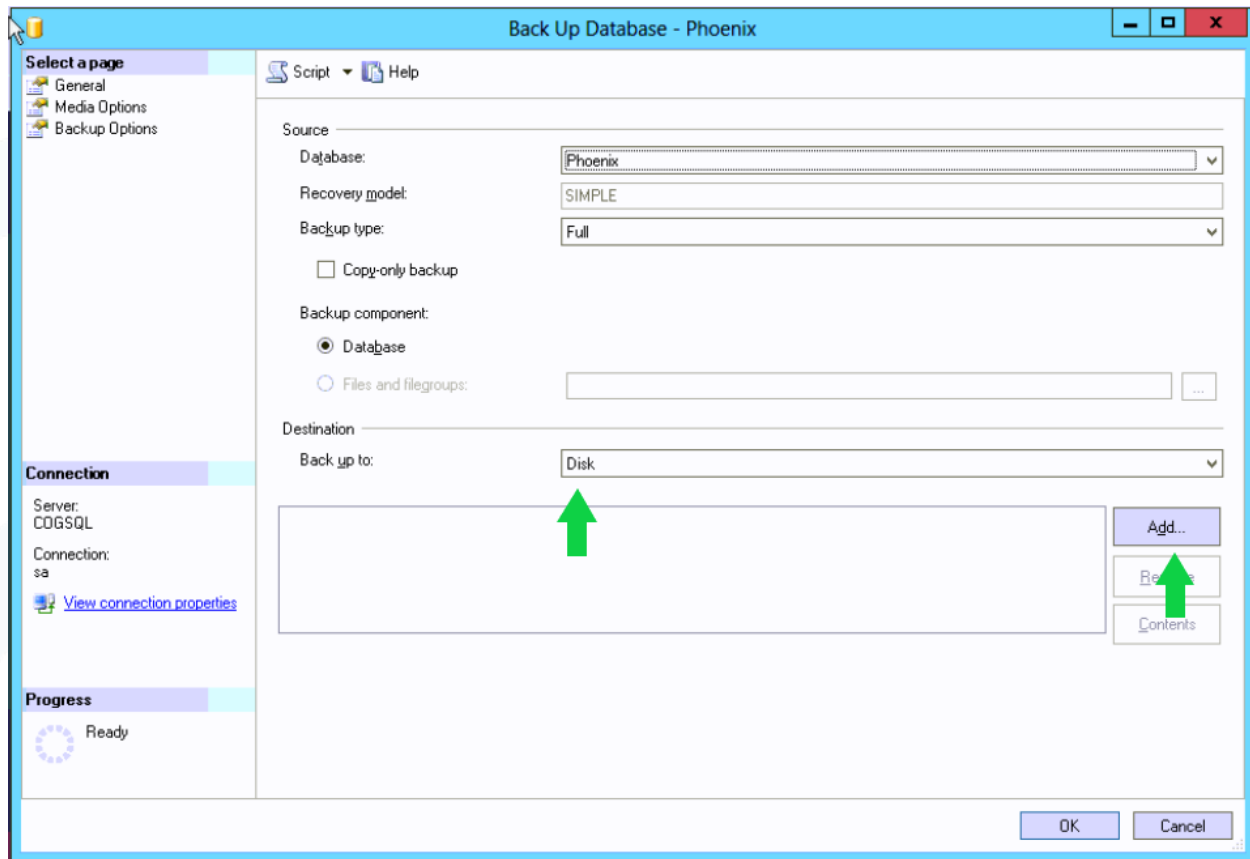 Back Up Database - Phoenix
Select a page
General
Media Options
Backup Options
Script
Help
Source
Database:
Phoenix
Recovery model:
SIMPLE
Backup type:
Full
Copy-only backup
Backup component:
Database
Files and filegroups:
...
Destination
Back up to:
Disk
Add...
Contents
Connection
Server:
COGSQL
Connection:
sa
View connection properties
Progress
Ready
OK
Cancel